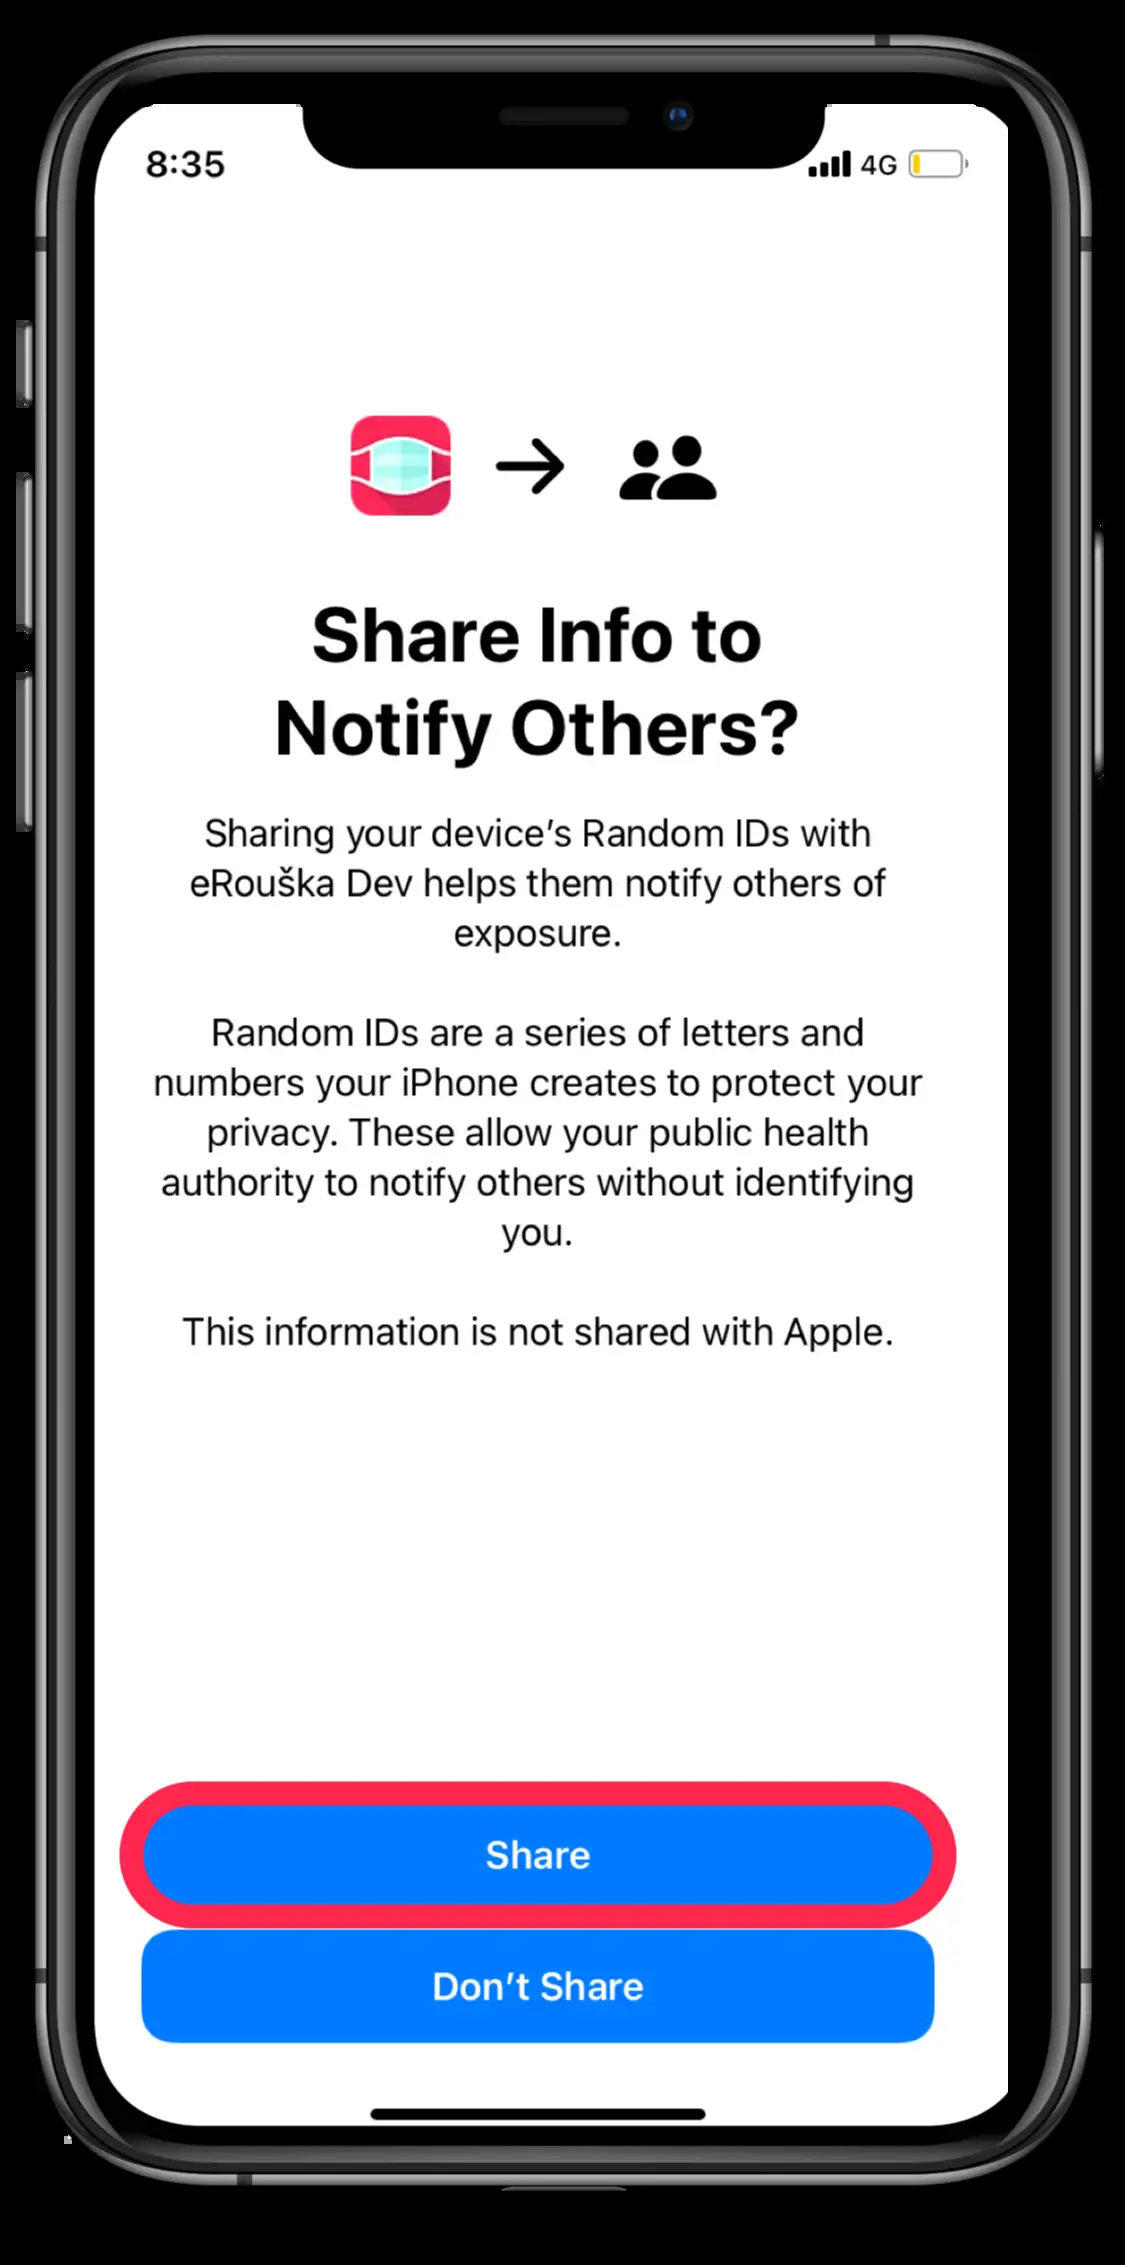 8:35
4G
Share Info to
Notify Others?
Sharing your device’s Random IDs with
eRouška Dev helps them notify others of
exposure.
Random IDs are a series of letters and
numbers your iPhone creates to protect your
privacy. These allow your public health
authority to notify others without identifying
you.
This information is not shared with Apple.
Share
Don’t Share